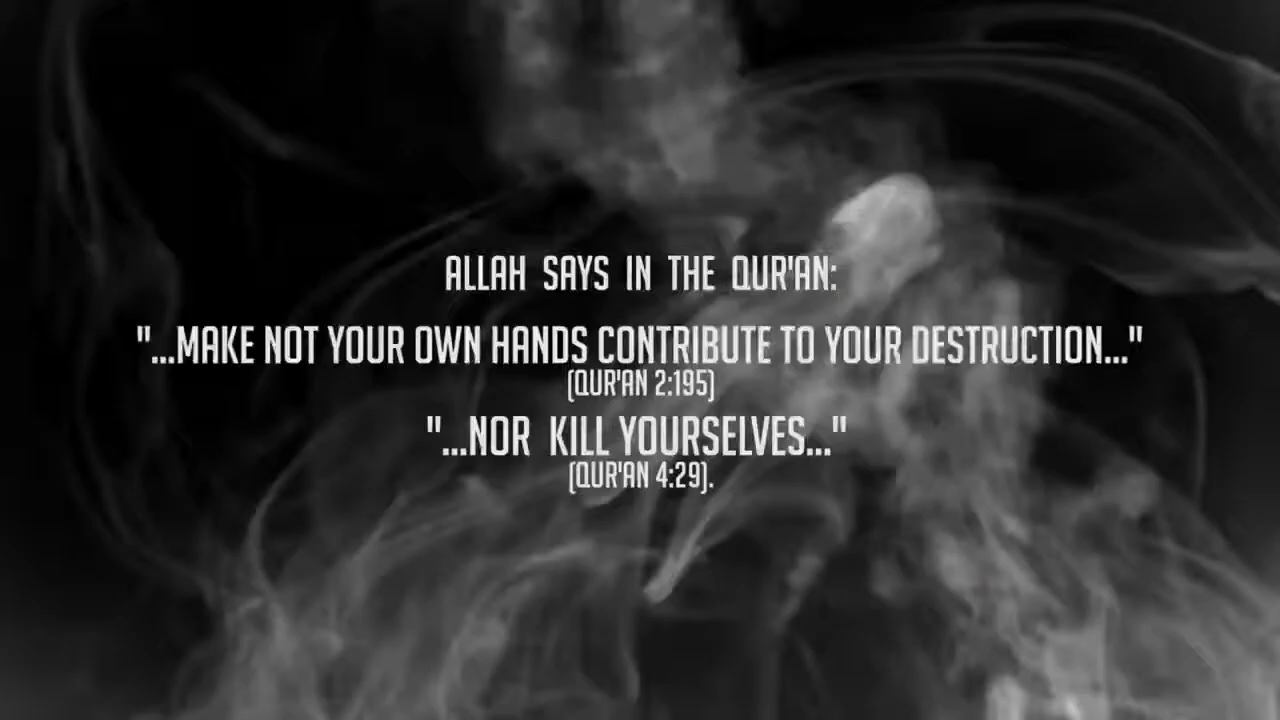 ALLAH SAYS IN THE QUR'AN:
"...MAKE NOT YOUR OWN HANDS CONTRIBUTE TO YOUR DESTRUCTION..."
(QUR'AN 2:195)
"...NOR KILL YOURSELVES..."
(QUR'AN 4:29).